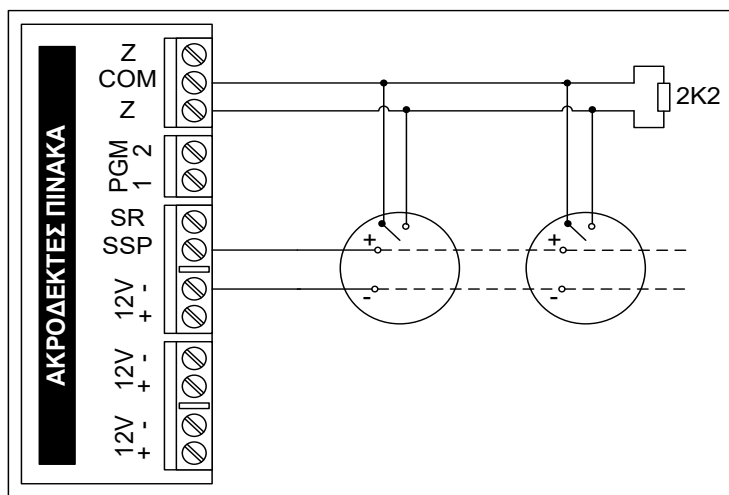 ΑΚΡΟΔΕΚΤΕΣ ΠΙΝΑΚΑ
Z
COM
Z
2K2
PGM
1 2
SR
SSP
12V
- +
12V
- +
12V
- +
+ -
+ -